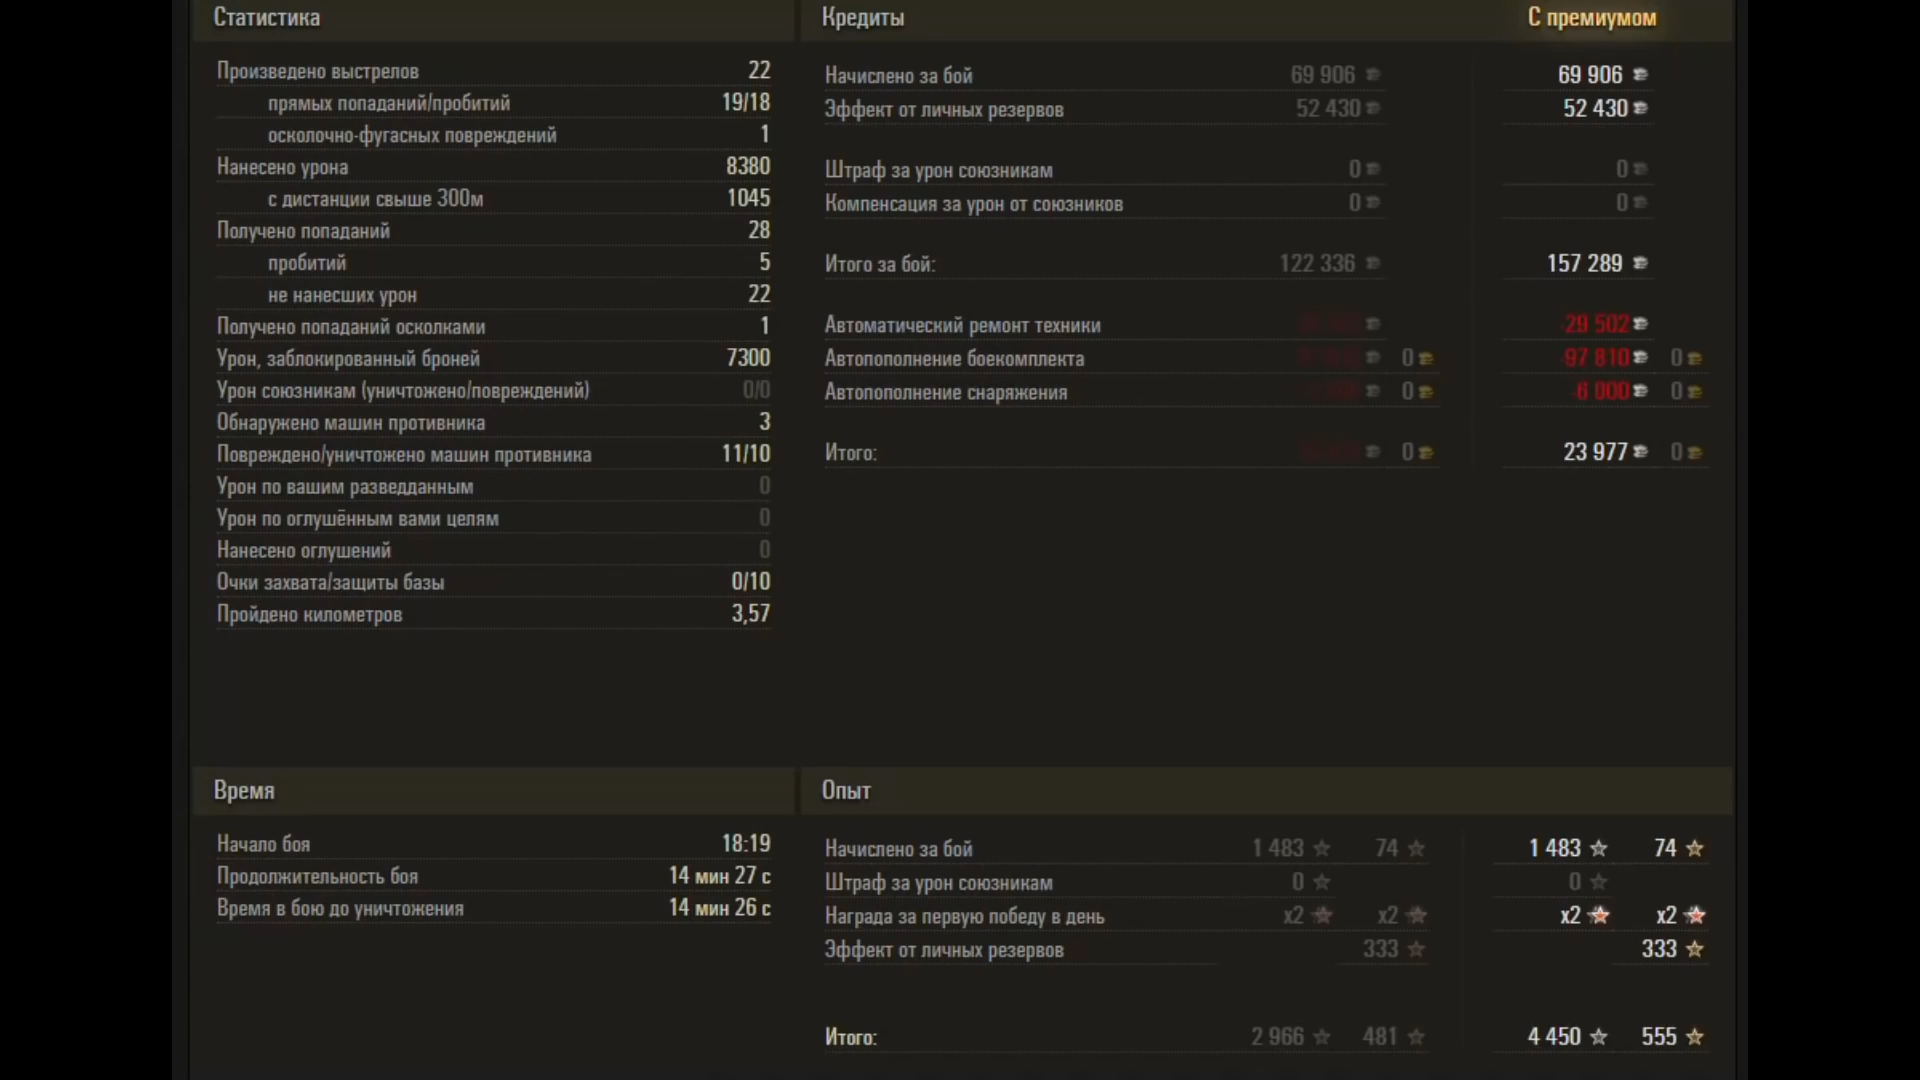 Статистика
Произведено выстрелов 22
прямых попаданий/пробитий 19/18
осколочно-фугасных повреждений 1
Нанесено урона 8380
с дистанции свыше 300м 1045
Получено попаданий 28
пробитий 5
не нанесших урон 22
Получено попаданий осколками 1
Урон, заблокированный броней 7300
Урон союзникам (уничтожено/повреждений) 0/0
Обнаружено машин противника 3
Повреждено/уничтожено машин противника 11/10
Урон по вашим разведданным 0
Урон по оглушённым вами целям 0
Нанесено оглушений 0
Очки захвата/защиты базы 0/10
Пройдено километров 3,57
Кредиты С премиумом
Начислено за бой 69 906 69 906
Эффект от личных резервов 52 430 52 430
Штраф за урон союзникам 0 0
Компенсация за урон от союзников 0 0
Итого за бой: 122 336 157 289
Автоматический ремонт техники -29 502
Автопополнение боекомплекта 0 -97 810 0
Автопополнение снаряжения 0 -6 000 0
Итого: 0 23 977 0
Время
Начало боя 18:19
Продолжительность боя 14 мин 27 с
Время в бою до уничтожения 14 мин 26 с
Опыт
Начислено за бой 1 483 74 1 483 74
Штраф за урон союзникам 0 0
Награда за первую победу в день x2 x2 x2 x2
Эффект от личных резервов 333 333
Итого: 2 966 481 4 450 555